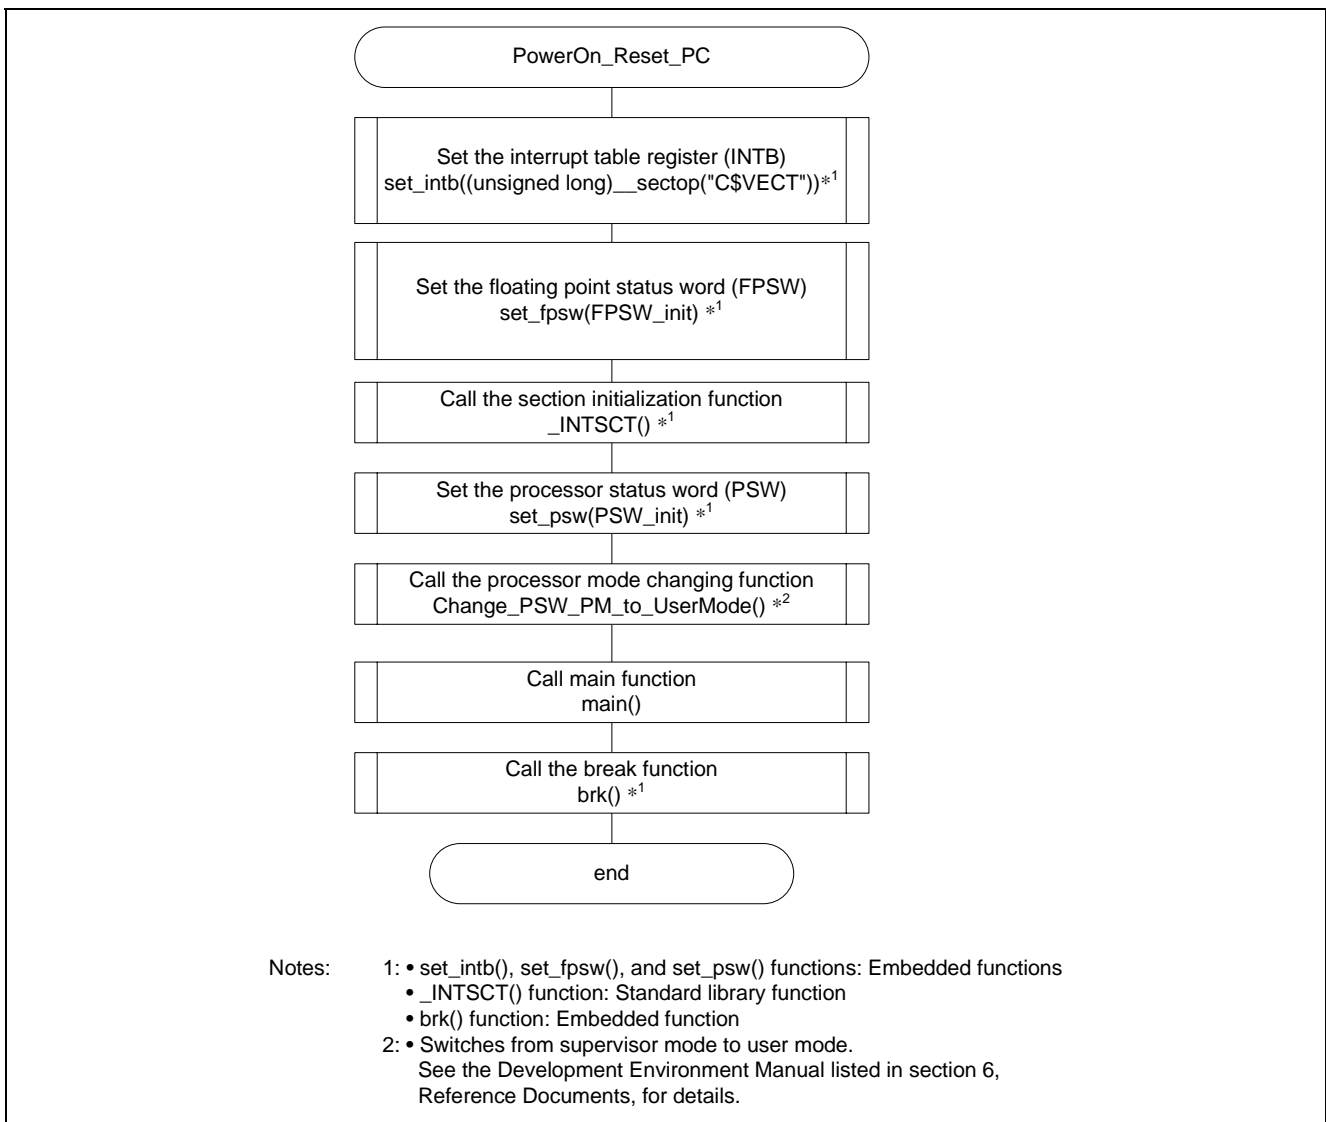 PowerOn_Reset_PC
Set the interrupt table register (INTB)
set_intb((unsigned long)__sectop("C$VECT"))*1
Set the floating point status word (FPSW)
set_fpsw(FPSW_init) *1
Call the section initialization function
_INTSCT() *1
Set the processor status word (PSW)
set_psw(PSW_init) *1
Call the processor mode changing function
Change_PSW_PM_to_UserMode() *2
Call main function
main()
Call the break function
brk() *1
end
Notes: 1: • set_intb(), set_fpsw(), and set_psw() functions: Embedded functions
• _INTSCT() function: Standard library function
• brk() function: Embedded function
2: • Switches from supervisor mode to user mode.
See the Development Environment Manual listed in section 6,
Reference Documents, for details.